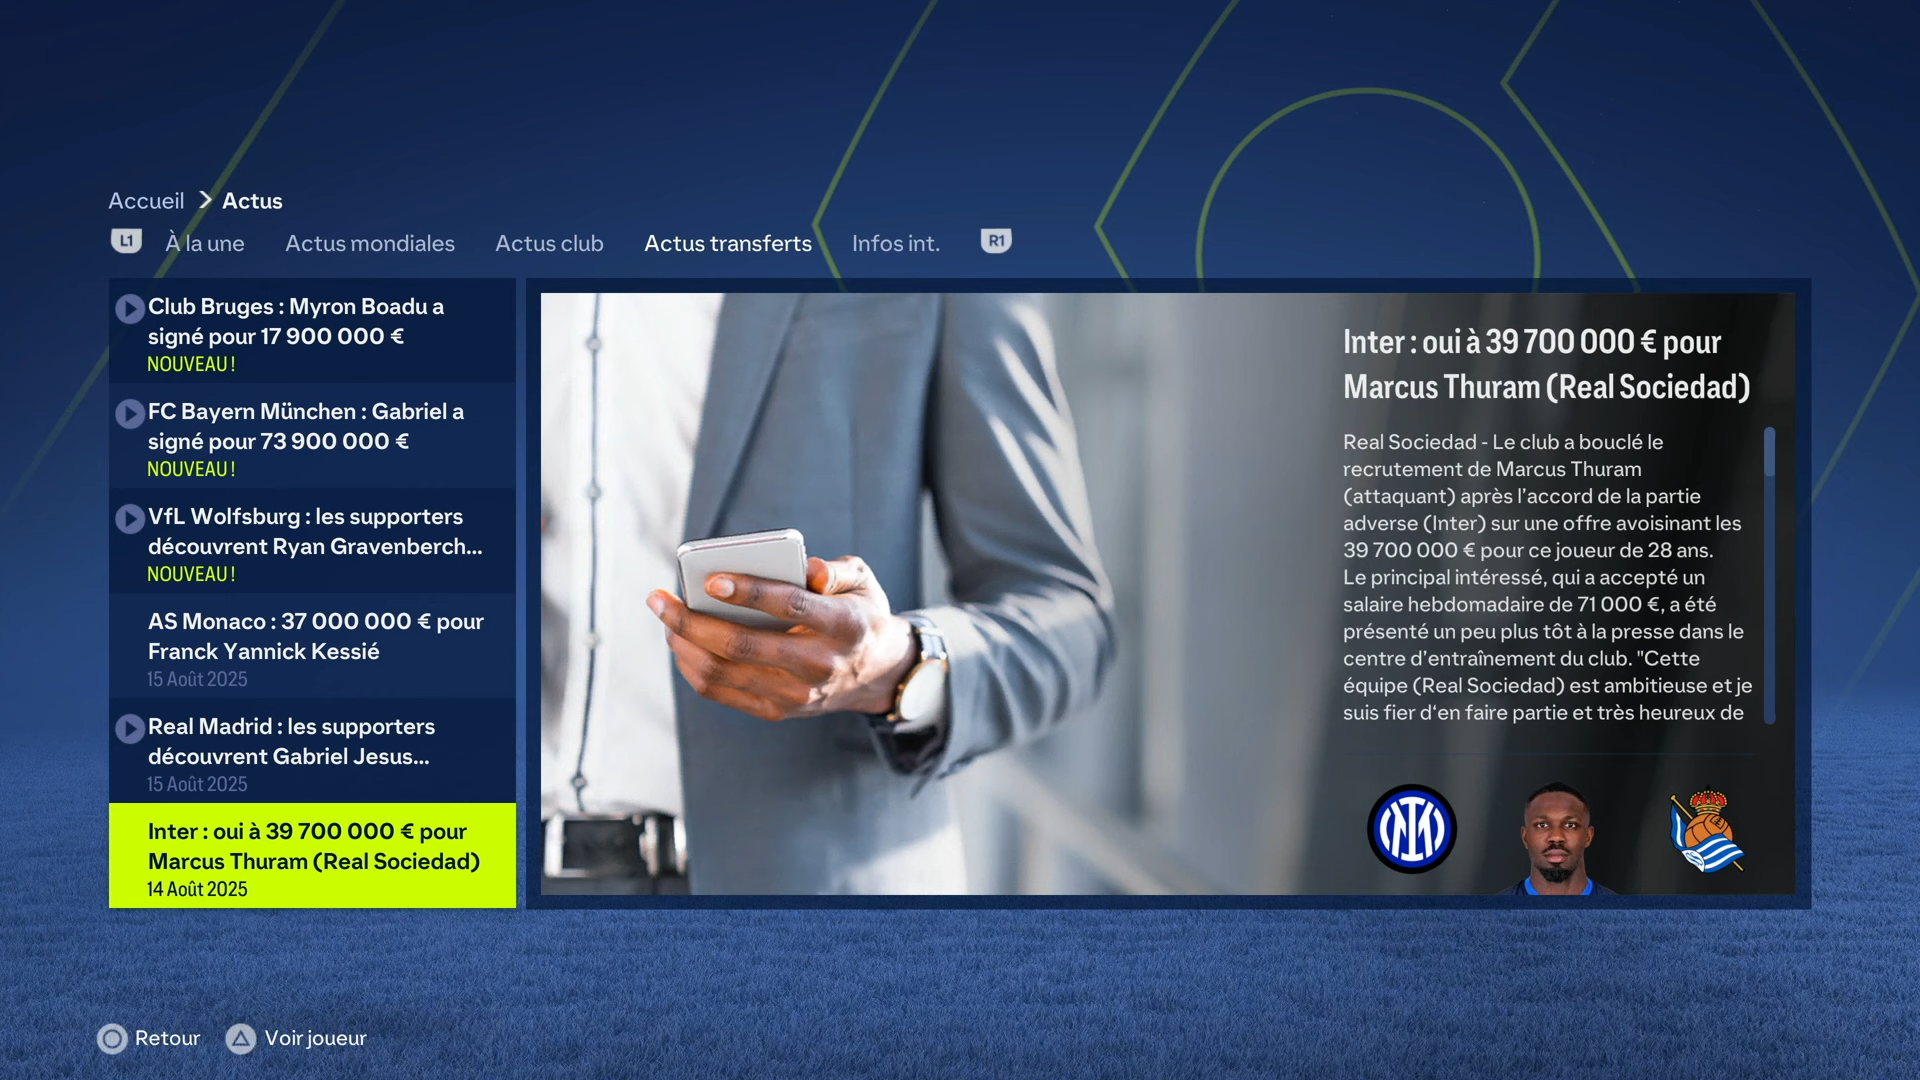 Accueil > Actus
L1 À la une Actus mondiales Actus club Actus transferts Infos int. R1
Club Bruges : Myron Boadu a
signé pour 17 900 000 €
NOUVEAU !
FC Bayern München : Gabriel a
signé pour 73 900 000 €
NOUVEAU !
VfL Wolfsburg : les supporters
découvrent Ryan Gravenberch...
NOUVEAU !
AS Monaco : 37 000 000 € pour
Franck Yannick Kessié
15 Août 2025
Real Madrid : les supporters
découvrent Gabriel Jesus...
15 Août 2025
Inter : oui à 39 700 000 € pour
Marcus Thuram (Real Sociedad)
14 Août 2025
Inter : oui à 39 700 000 € pour
Marcus Thuram (Real Sociedad)
Real Sociedad - Le club a bouclé le
recrutement de Marcus Thuram
(attaquant) après l’accord de la partie
adverse (Inter) sur une offre avoisinant les
39 700 000 € pour ce joueur de 28 ans.
Le principal intéressé, qui a accepté un
salaire hebdomadaire de 71 000 €, a été
présenté un peu plus tôt à la presse dans le
centre d’entraînement du club. "Cette
équipe (Real Sociedad) est ambitieuse et je
suis fier d‘en faire partie et très heureux de
Retour Voir joueur